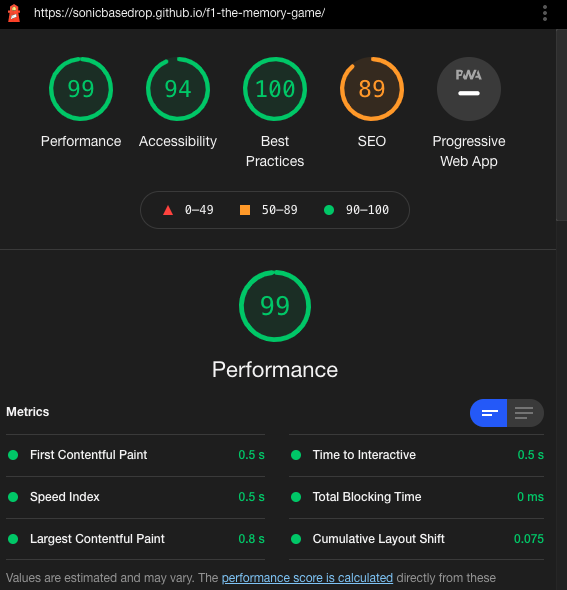 https://sonicbasedrop.github.io/f1-the-memory-game/
99 94 100 89 PWA
Performance Accessibility Best Practices SEO Progressive Web App
0–49 50–89 90–100
99
Performance
Metrics
First Contentful Paint 0.5 s
Time to Interactive 0.5 s
Speed Index 0.5 s
Total Blocking Time 0 ms
Largest Contentful Paint 0.8 s
Cumulative Layout Shift 0.075
Values are estimated and may vary. The performance score is calculated directly from these